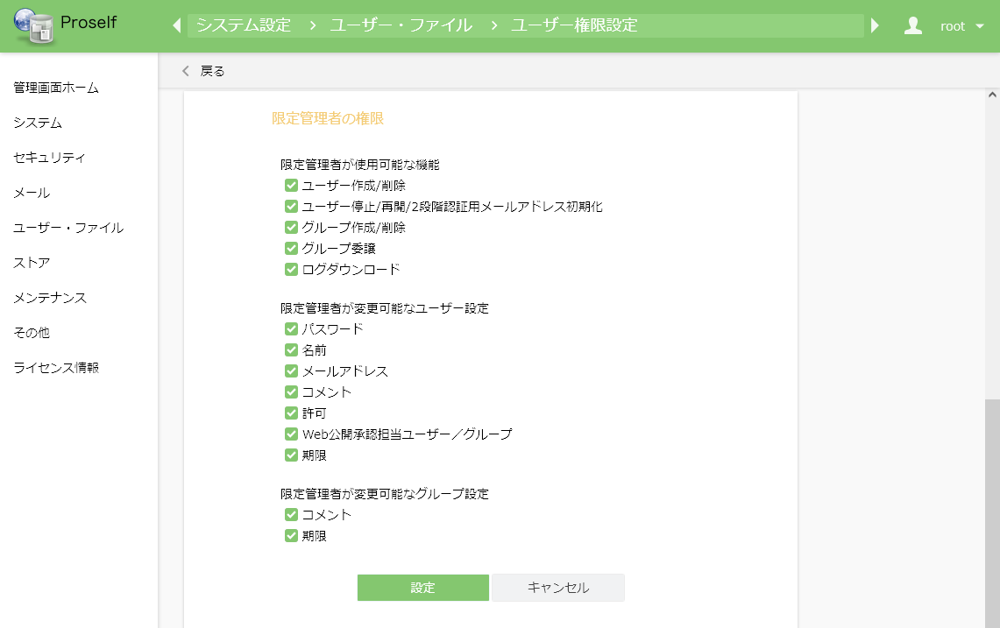 Proself
システム設定 > ユーザー・ファイル > ユーザー権限設定
root
戻る
管理画面ホーム
システム
セキュリティ
メール
ユーザー・ファイル
ストア
メンテナンス
その他
ライセンス情報
限定管理者の権限
限定管理者が使用可能な機能
ユーザー作成/削除
ユーザー停止/再開/2段階認証用メールアドレス初期化
グループ作成/削除
グループ委譲
ログダウンロード
限定管理者が変更可能なユーザー設定
パスワード
名前
メールアドレス
コメント
許可
Web公開承認担当ユーザー／グループ
期限
限定管理者が変更可能なグループ設定
コメント
期限
設定
キャンセル